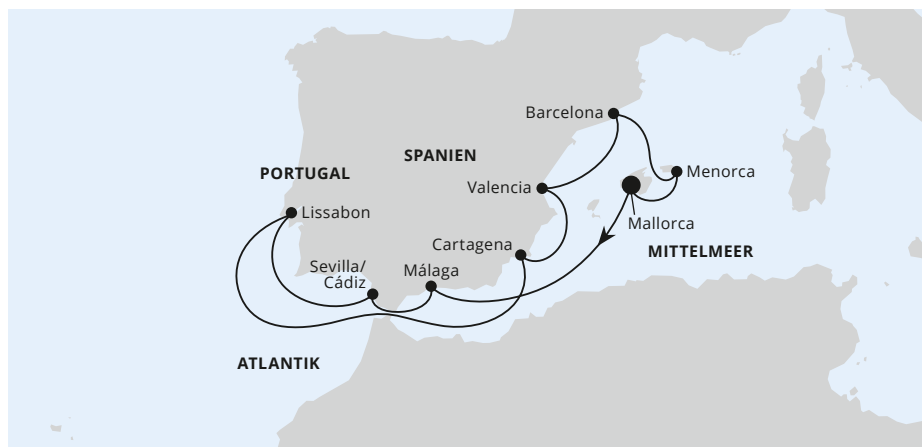 Barcelona
SPANIEN
PORTUGAL
Menorca
Valencia
Lissabon
Mallorca
Cartagena
MITTELMEER
Sevilla/
Cádiz
Málaga
ATLANTIK